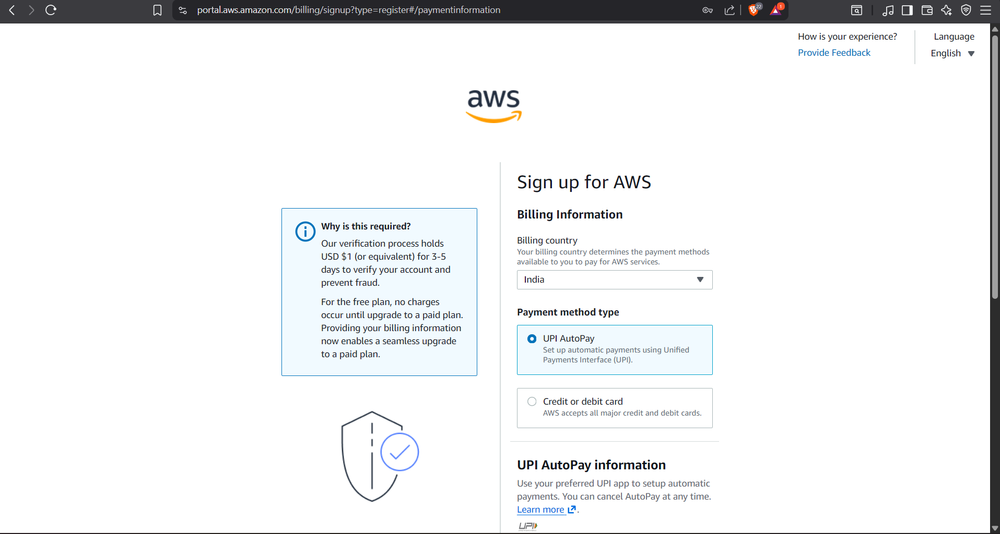 portal.aws.amazon.com/billing/signup?type=register#/paymentinformation
22
1
How is your experience?
Provide Feedback
Language
English
aws
Why is this required?
Our verification process holds
USD $1 (or equivalent) for 3-5
days to verify your account and
prevent fraud.
For the free plan, no charges
occur until upgrade to a paid plan.
Providing your billing information
now enables a seamless upgrade
to a paid plan.
Sign up for AWS
Billing Information
Billing country
Your billing country determines the payment methods
available to you to pay for AWS services.
India
Payment method type
UPI AutoPay
Set up automatic payments using Unified
Payments Interface (UPI).
Credit or debit card
AWS accepts all major credit and debit cards.
UPI AutoPay information
Use your preferred UPI app to setup automatic
payments. You can cancel AutoPay at any time.
Learn more .
UPI